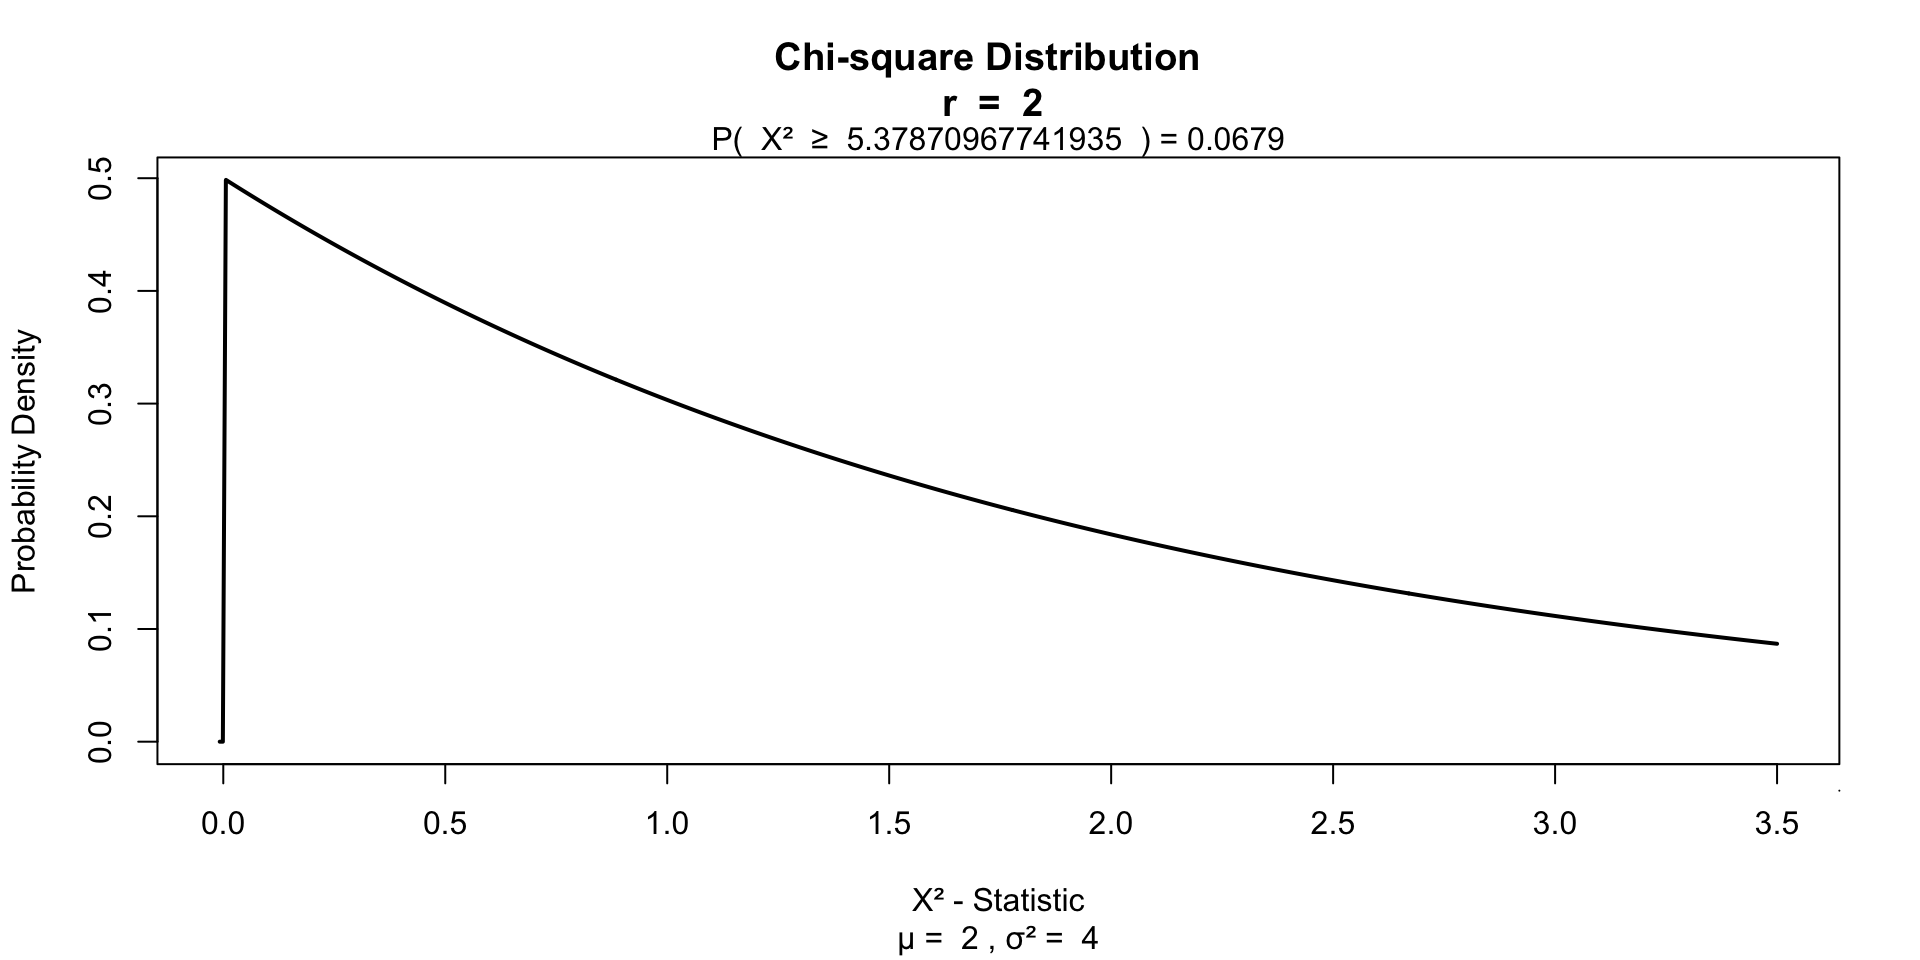 Chi-square Distribution
r = 2
P( X² ≥ 5.37870967741935 ) = 0.0679
Probability Density
0.5
0.4
0.3
0.2
0.1
0.0
0.0 0.5 1.0 1.5 2.0 2.5 3.0 3.5
X² - Statistic
μ = 2 , σ² = 4